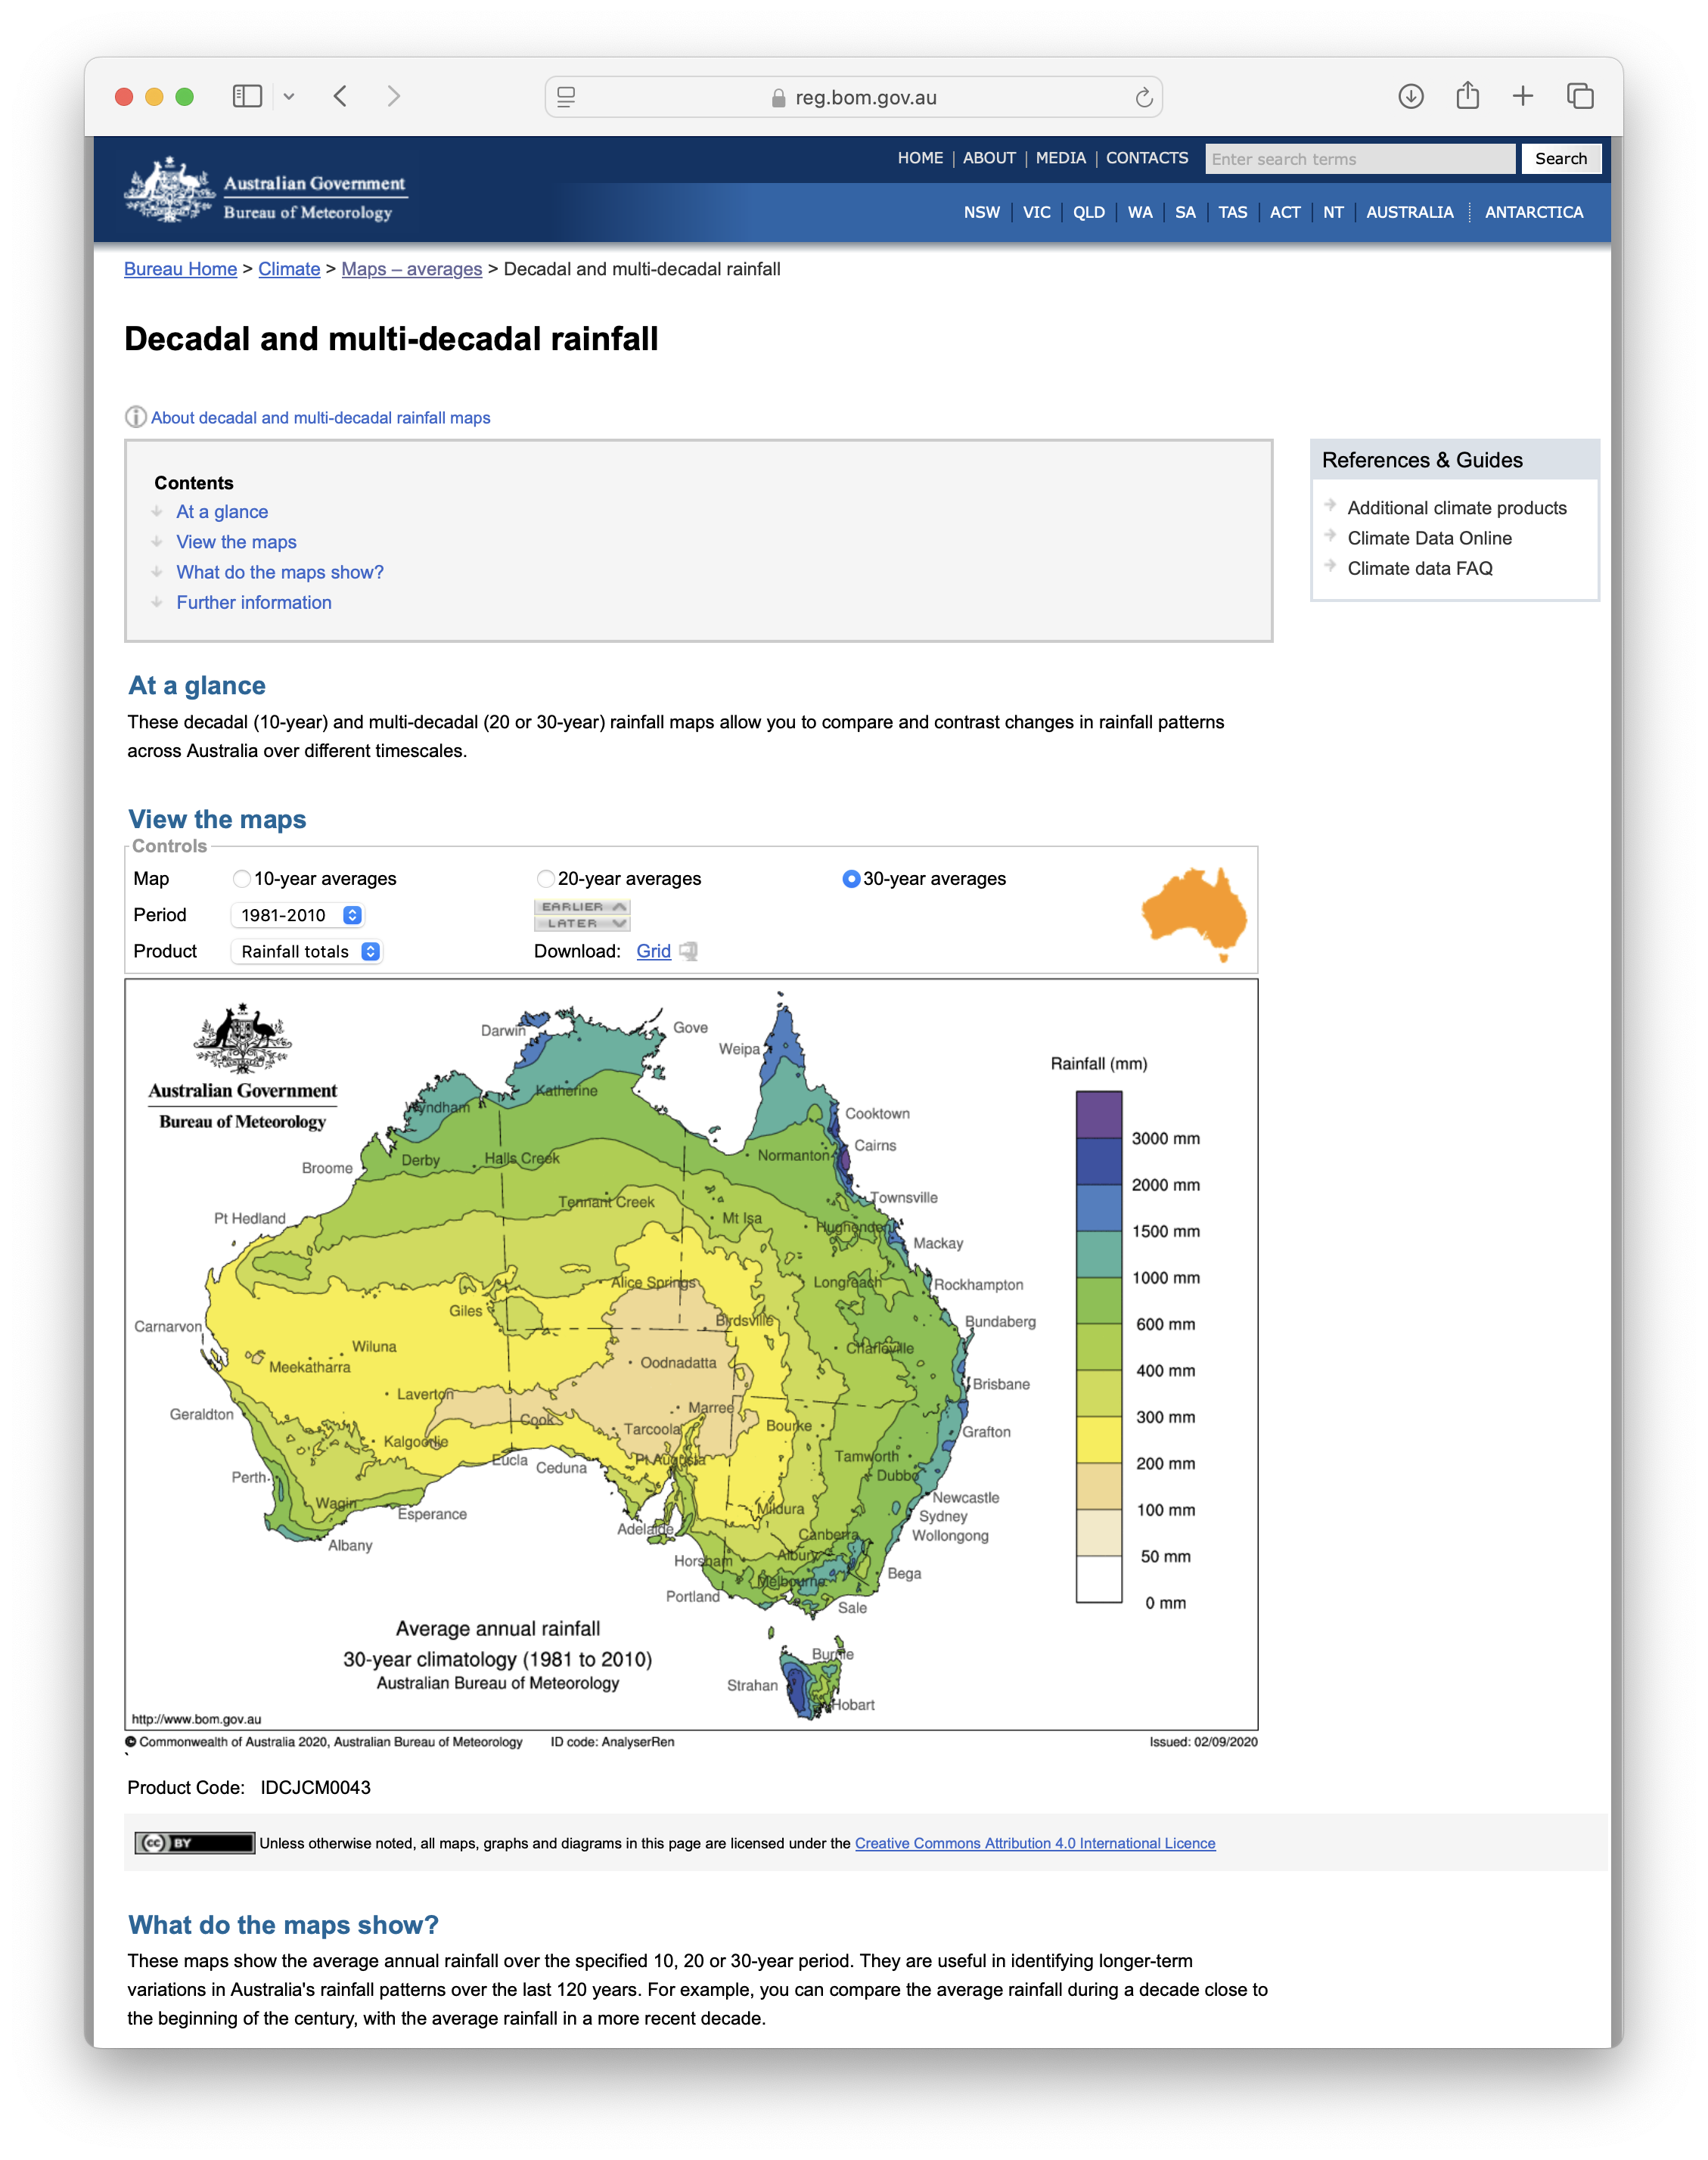 reg.bom.gov.au
HOME | ABOUT | MEDIA | CONTACTS
Enter search terms
Search
Australian Government
Bureau of Meteorology
NSW | VIC | QLD | WA | SA | TAS | ACT | NT | AUSTRALIA | ANTARCTICA
Bureau Home > Climate > Maps – averages > Decadal and multi-decadal rainfall
Decadal and multi-decadal rainfall
About decadal and multi-decadal rainfall maps
Contents
At a glance
View the maps
What do the maps show?
Further information
References & Guides
Additional climate products
Climate Data Online
Climate data FAQ
At a glance
These decadal (10-year) and multi-decadal (20 or 30-year) rainfall maps allow you to compare and contrast changes in rainfall patterns
across Australia over different timescales.
View the maps
Controls
Map 10-year averages 20-year averages 30-year averages
Period 1981-2010 EARLIER
LATER
Product Rainfall totals Download: Grid
Australian Government
Bureau of Meteorology
Darwin
Gove
Weipa
Katherine
Wyndham
Cooktown
Cairns
Broome
Derby
Halls Creek
Normanton
Townsville
Tennant Creek
Pt Hedland
Mt Isa
Hughenden
Mackay
Alice Springs
Longreach
Rockhampton
Giles
Carnarvon
Birdsville
Bundaberg
Wiluna
Meekatharra
Oodnadatta
Charleville
Laverton
Brisbane
Geraldton
Cook
Marree
Tarcoola
Bourke
Grafton
Kalgoorlie
Eucla
Ceduna
Pt Augusta
Tamworth
Dubbo
Perth
Wagin
Esperance
Mildura
Newcastle
Sydney
Wollongong
Albany
Adelaide
Canberra
Horsham
Albury
Bega
Melbourne
Portland
Sale
Burnie
Strahan
Hobart
Rainfall (mm)
3000 mm
2000 mm
1500 mm
1000 mm
600 mm
400 mm
300 mm
200 mm
100 mm
50 mm
0 mm
Average annual rainfall
30-year climatology (1981 to 2010)
Australian Bureau of Meteorology
http://www.bom.gov.au
© Commonwealth of Australia 2020, Australian Bureau of Meteorology ID code: AnalyserRen Issued: 02/09/2020
`
Product Code: IDCJCM0043
cc BY Unless otherwise noted, all maps, graphs and diagrams in this page are licensed under the Creative Commons Attribution 4.0 International Licence
What do the maps show?
These maps show the average annual rainfall over the specified 10, 20 or 30-year period. They are useful in identifying longer-term
variations in Australia's rainfall patterns over the last 120 years. For example, you can compare the average rainfall during a decade close to
the beginning of the century, with the average rainfall in a more recent decade.